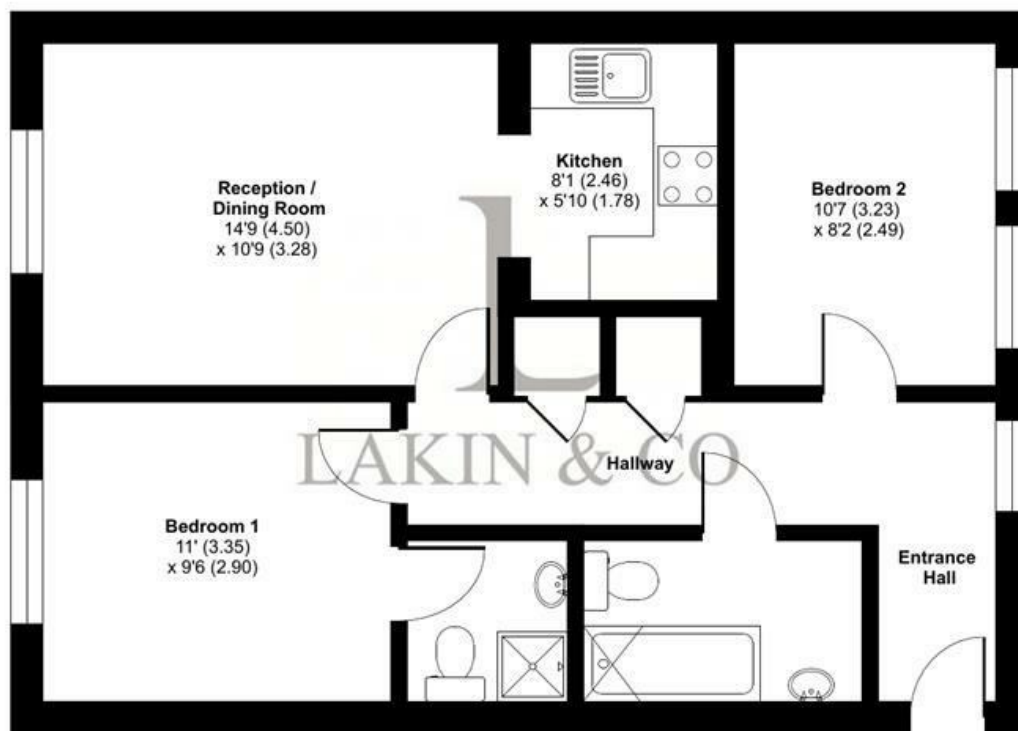 Reception /
Dining Room
14'9 (4.50)
x 10'9 (3.28)
Kitchen
8'1 (2.46)
x 5'10 (1.78)
Bedroom 2
10'7 (3.23)
x 8'2 (2.49)
L
LAKIN & CO
Hallway
Bedroom 1
11' (3.35)
x 9'6 (2.90)
Entrance
Hall